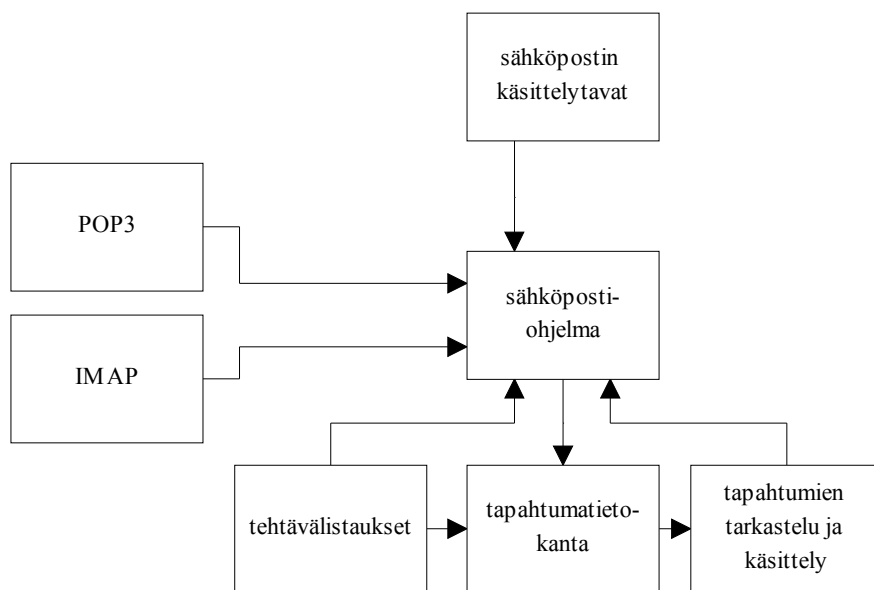 sähköpostin
käsittelytavat
POP3
sähköposti-
ohjelma
IMAP
tehtävälistaukset
tapahtumatieto-
kanta
tapahtumien
tarkastelu ja
käsittely